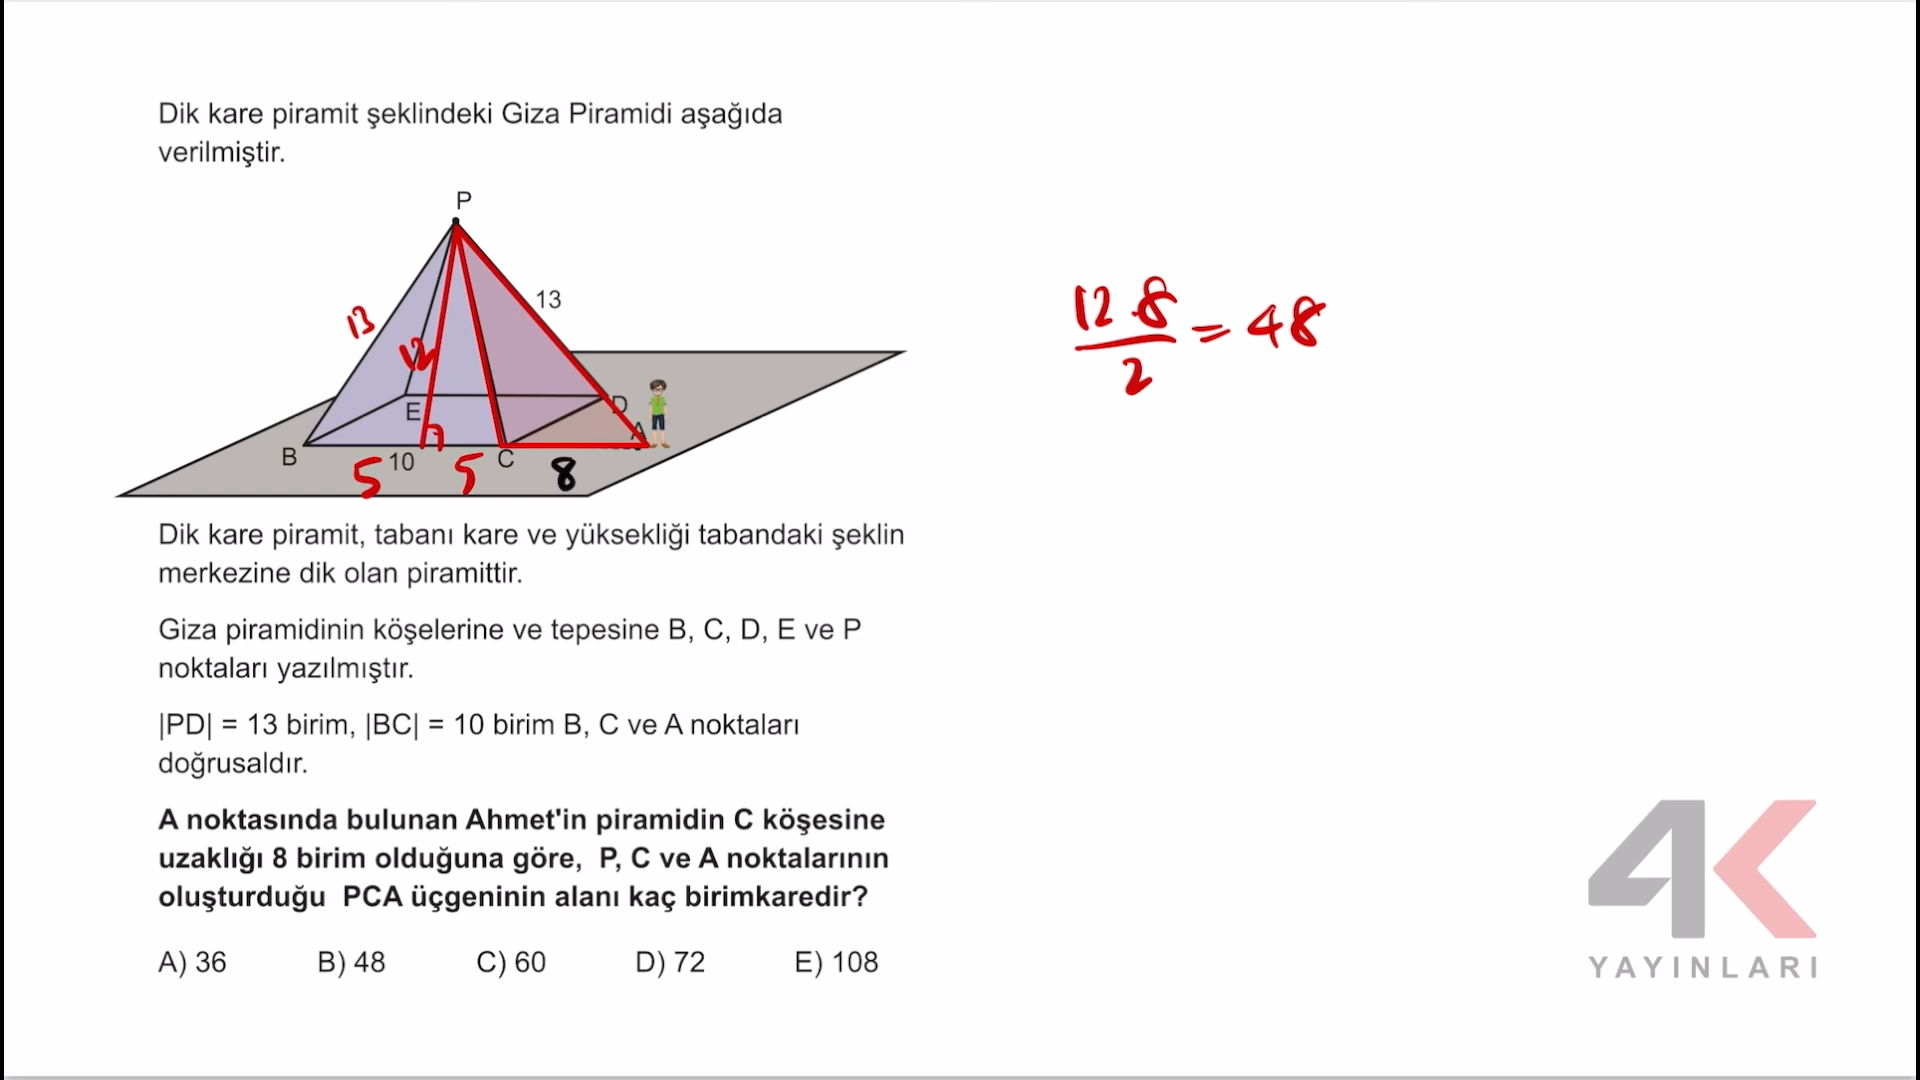 Dik kare piramit şeklindeki Giza Piramidi aşağıda
verilmiştir.
P
13
13
12
E
D
A
B
10
C
5
5
8
12.8
2
= 48
Dik kare piramit, tabanı kare ve yüksekliği tabandaki şeklin
merkezine dik olan piramittir.
Giza piramidinin köşelerine ve tepesine B, C, D, E ve P
noktaları yazılmıştır.
|PD| = 13 birim, |BC| = 10 birim B, C ve A noktaları
doğrusaldır.
A noktasında bulunan Ahmet'in piramidin C köşesine
uzaklığı 8 birim olduğuna göre, P, C ve A noktalarının
oluşturduğu PCA üçgeninin alanı kaç birimkaredir?
A) 36 B) 48 C) 60 D) 72 E) 108
4K
YAYINLARI